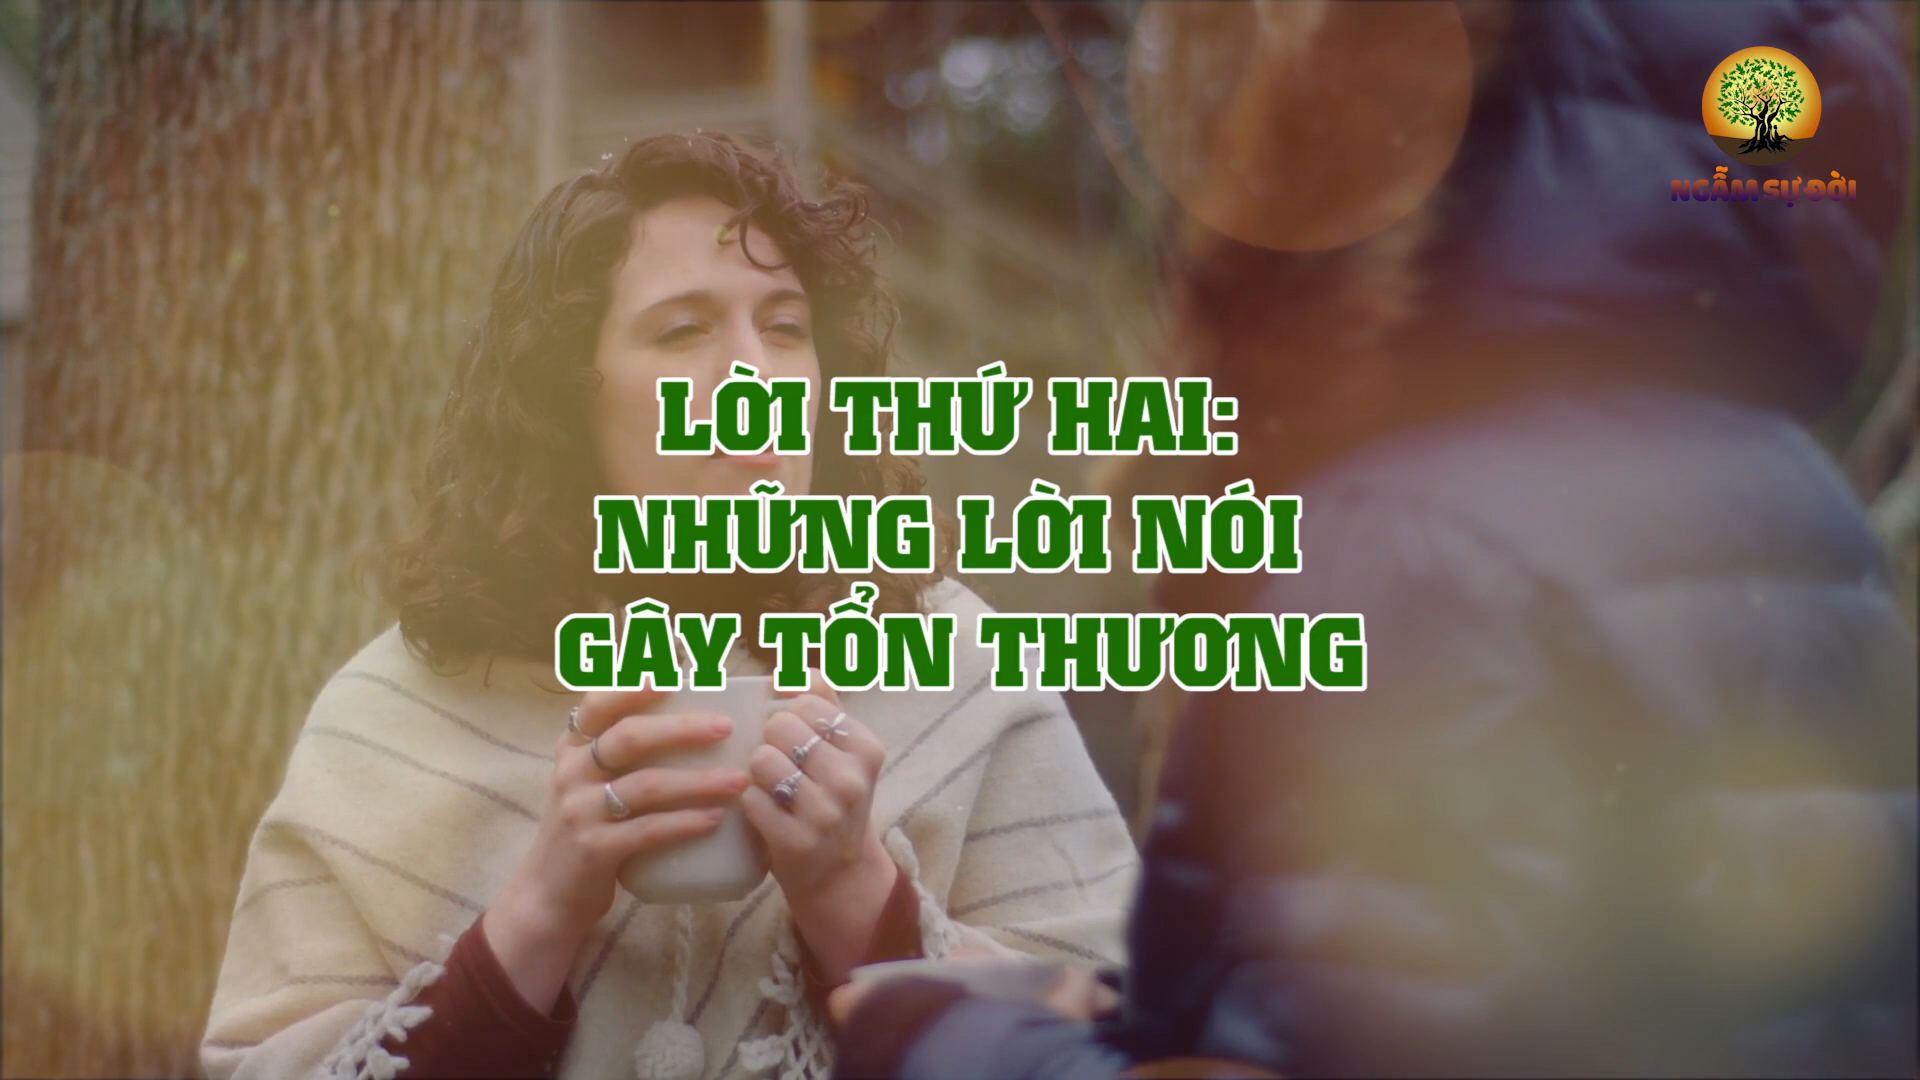 NGẪM SỰ ĐỜI
LỜI THỨ HAI:
NHỮNG LỜI NÓI
GÂY TỔN THƯƠNG